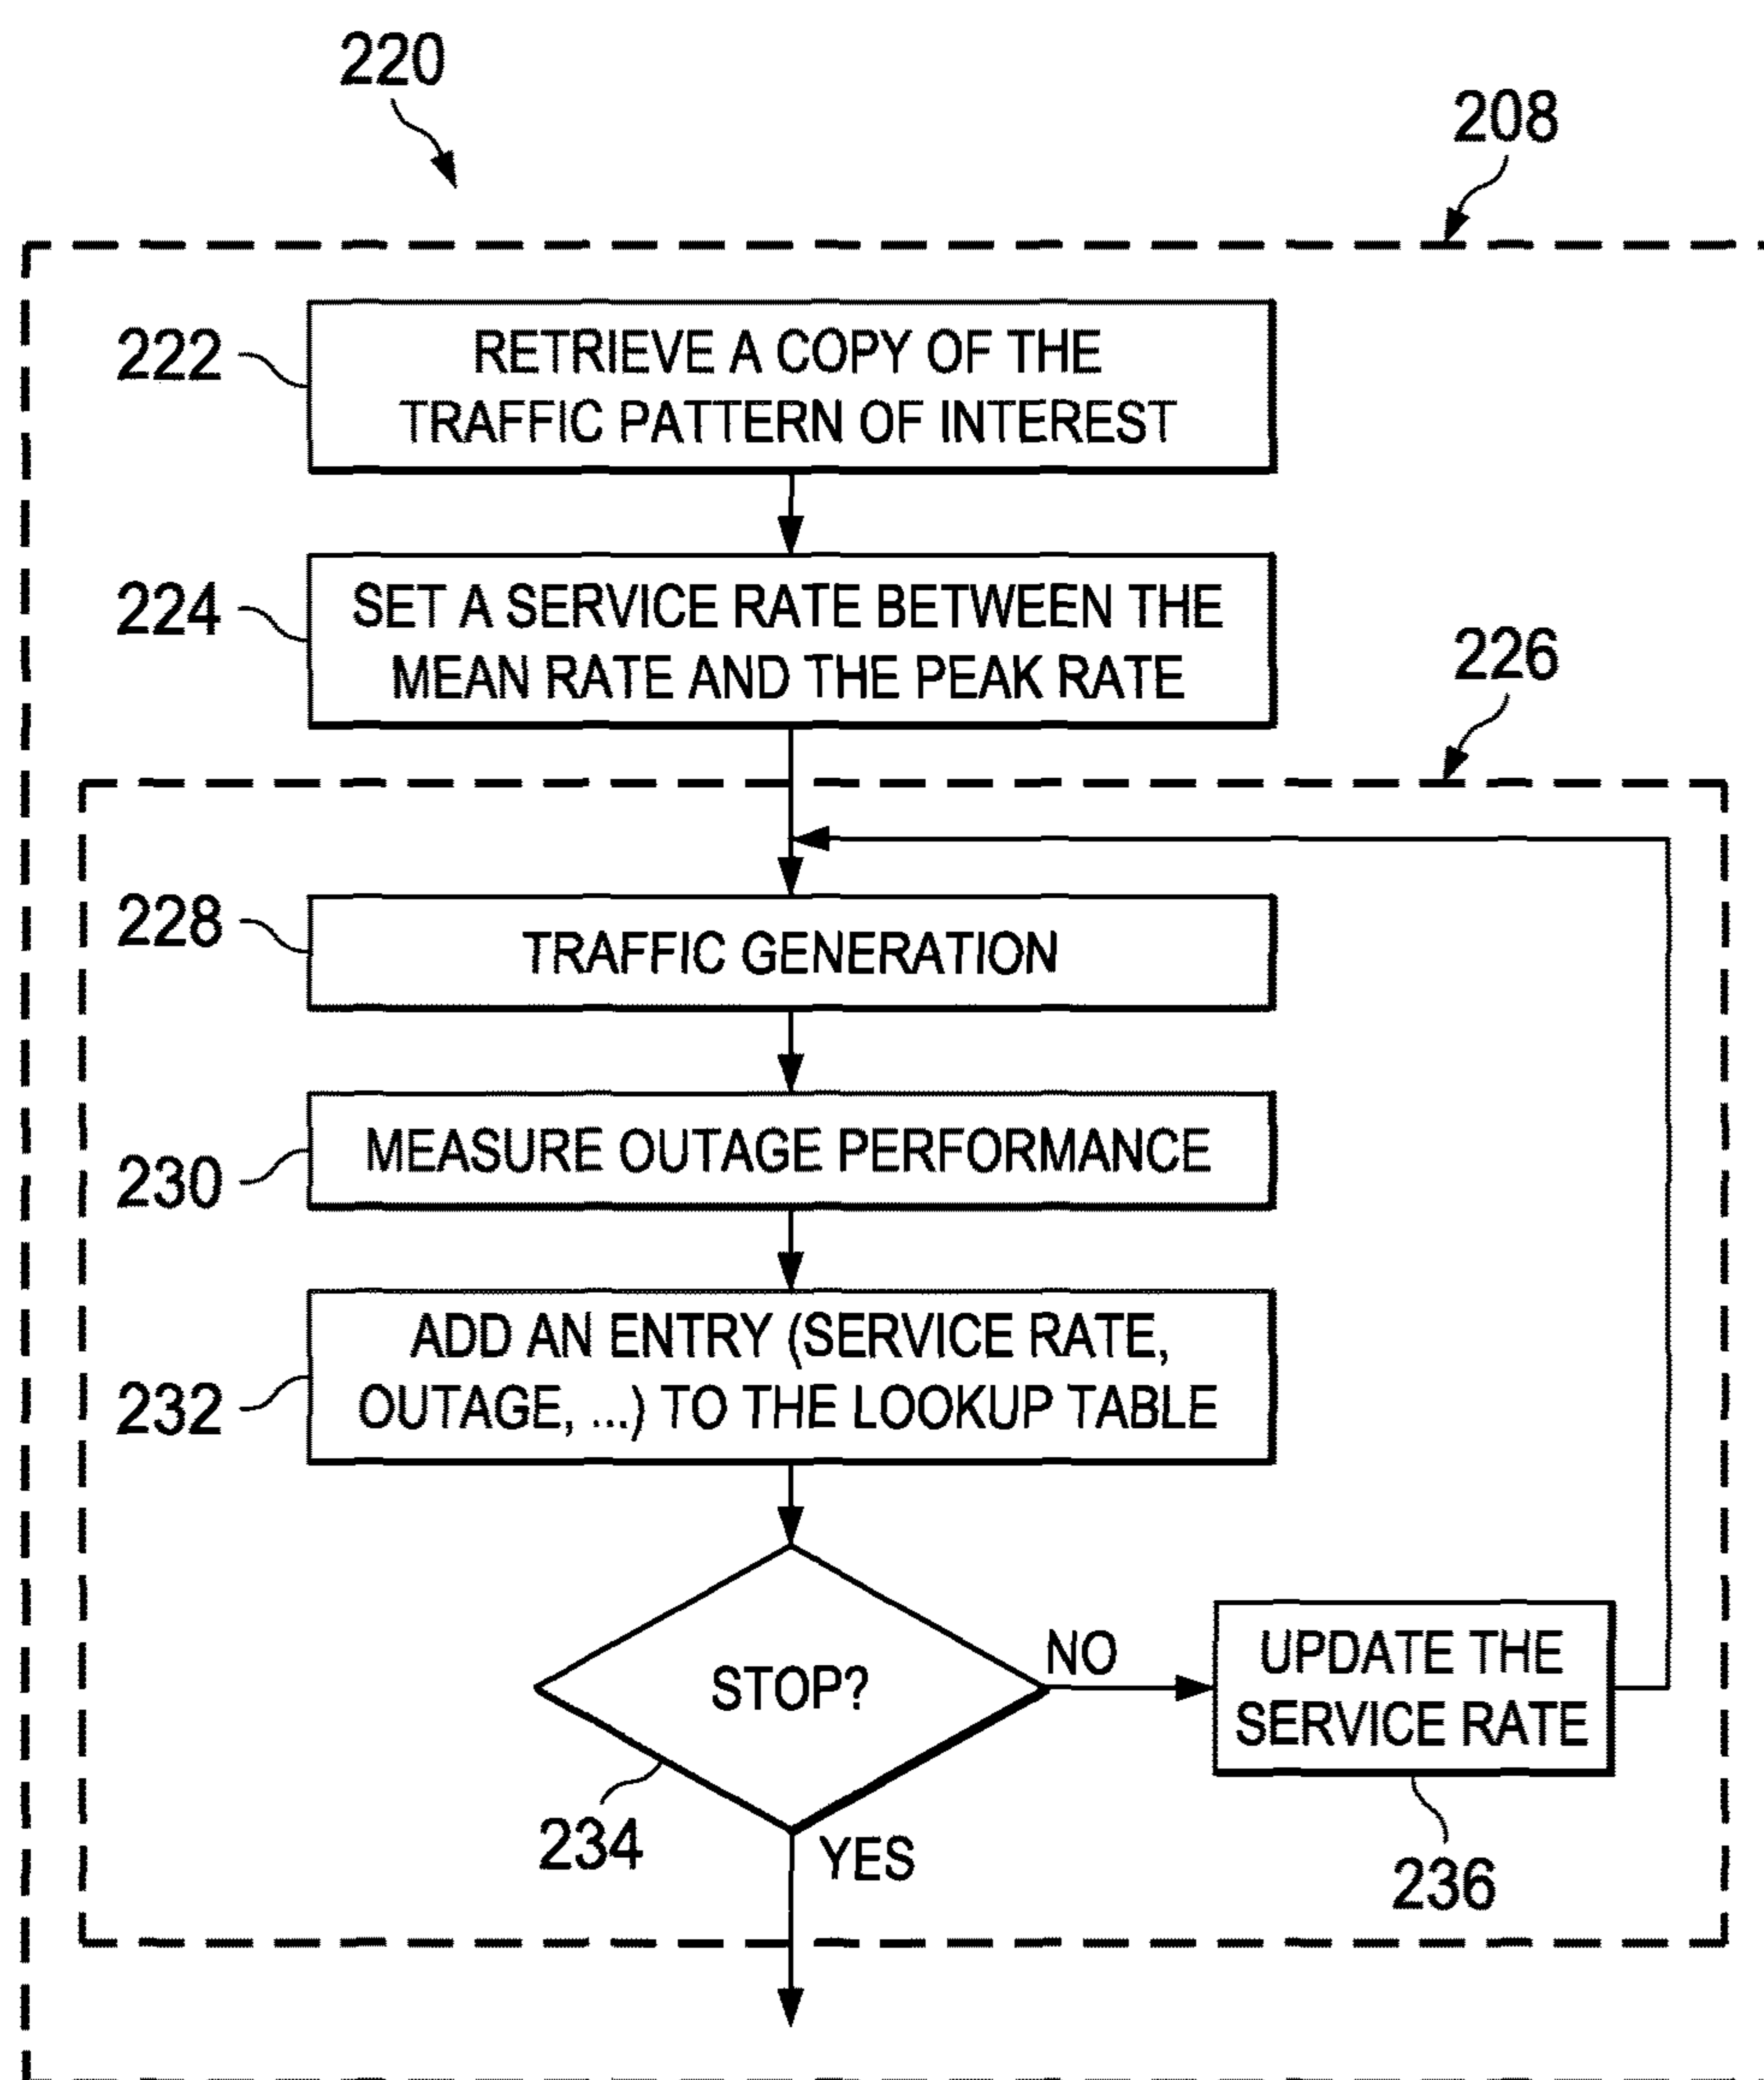 220
208
222
RETRIEVE A COPY OF THE
TRAFFIC PATTERN OF INTEREST
224
SET A SERVICE RATE BETWEEN THE
MEAN RATE AND THE PEAK RATE
226
228
TRAFFIC GENERATION
230
MEASURE OUTAGE PERFORMANCE
232
ADD AN ENTRY (SERVICE RATE,
OUTAGE, ...) TO THE LOOKUP TABLE
STOP?
NO
UPDATE THE
SERVICE RATE
234
YES
236